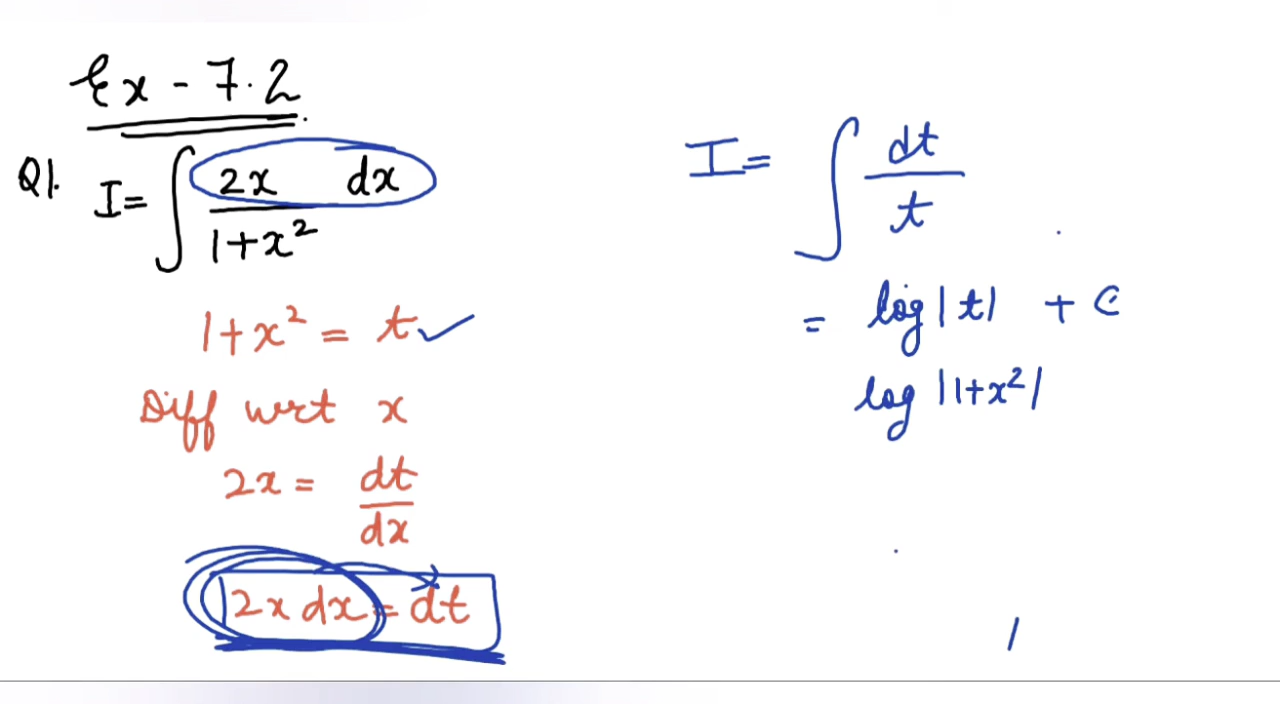 Ex - 7.2
Q1. I = ∫ 2x dx / 1+x²
1+x² = t ✓
Diff wrt x
2x = dt/dx
2x dx = dt
I = ∫ dt/t
= log|t| + C
log|1+x²|